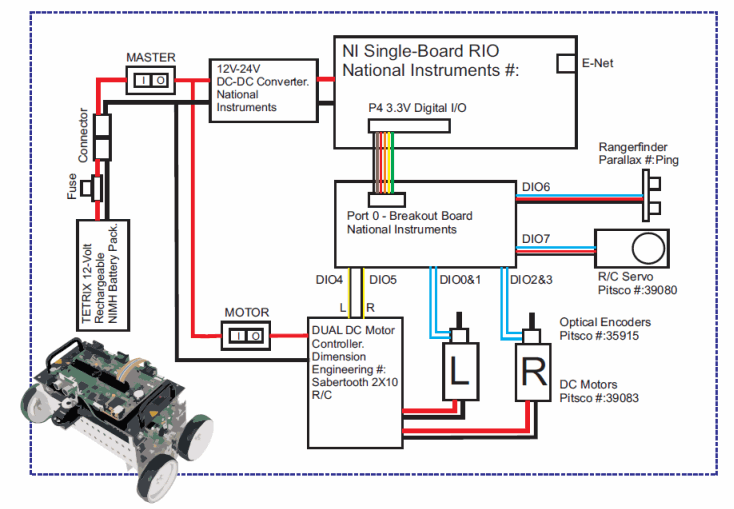 MASTER
I O
12V-24V
DC-DC Converter.
National
Instruments
NI Single-Board RIO
National Instruments #:
E-Net
P4 3.3V Digital I/O
Connector
Fuse
TETRIX 12-Volt
Rechargeable
NIMH Battery Pack.
Rangerfinder
Parallax #:Ping
DIO6
Port 0 - Breakout Board
National Instruments
DIO7
R/C Servo
Pitsco #:39080
DIO4
DIO5
DIO0&1
DIO2&3
L
R
MOTOR
I O
DUAL DC Motor
Controller.
Dimension
Engineering #:
Sabertooth 2X10
R/C
L
R
Optical Encoders
Pitsco #:35915
DC Motors
Pitsco #:39083